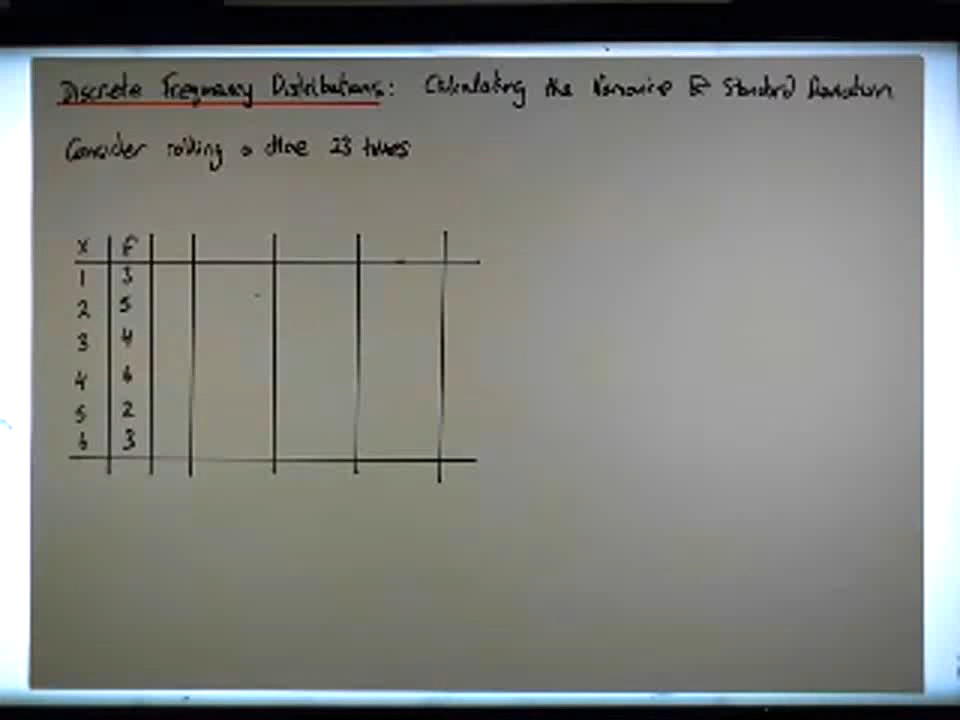 Discrete Frequency Distributions: Calculating the Variance & Standard Deviation
Consider rolling a dice 23 times
x f
1 3
2 5
3 4
4 6
5 2
6 3